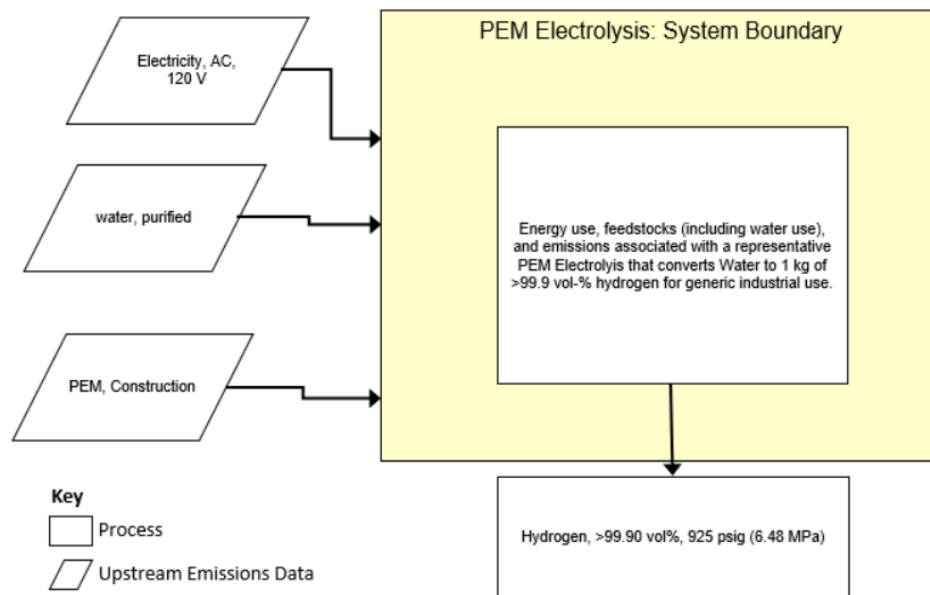 PEM Electrolysis: System Boundary
Electricity, AC,
120 V
water, purified
PEM, Construction
Energy use, feedstocks (including water use),
and emissions associated with a representative
PEM Electrolyis that converts Water to 1 kg of
>99.9 vol-% hydrogen for generic industrial use.
Hydrogen, >99.90 vol%, 925 psig (6.48 MPa)
Key
Process
Upstream Emissions Data